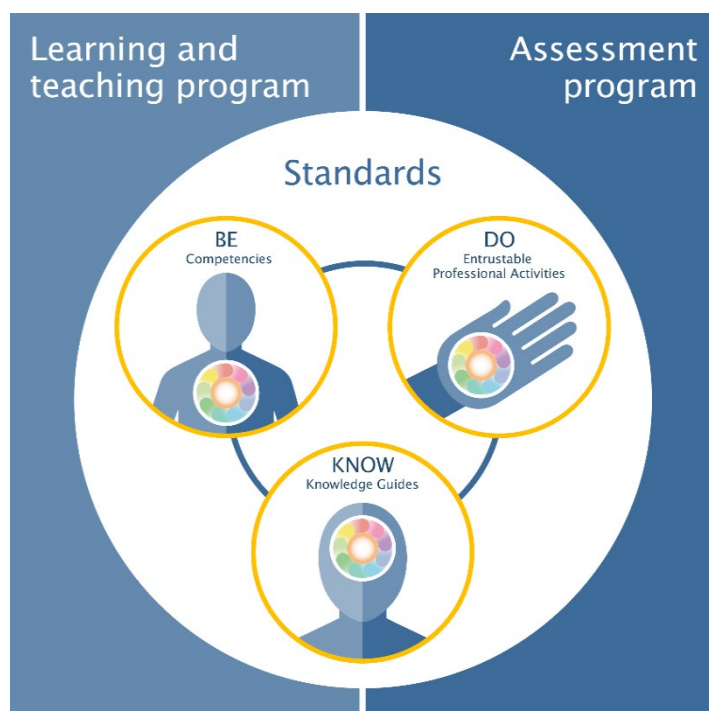 Learning and
teaching program
Assessment
program
Standards
BE
Competencies
DO
Entrustable
Professional Activities
KNOW
Knowledge Guides